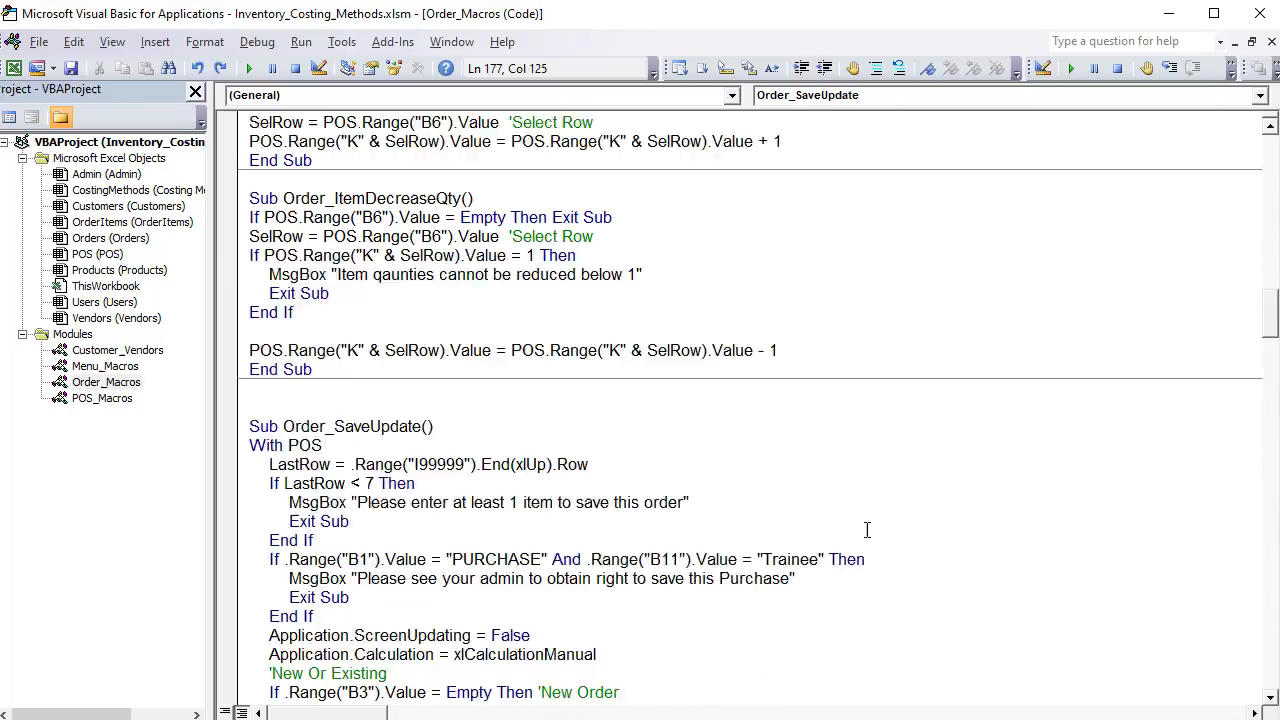 Microsoft Visual Basic for Applications - Inventory_Costing_Methods.xlsm - [Order_Macros (Code)]
File Edit View Insert Format Debug Run Tools Add-Ins Window Help
Type a question for help
Ln 177, Col 125
roject - VBAProject
(General)
Order_SaveUpdate
VBAProject (Inventory_Costin
Microsoft Excel Objects
Admin (Admin)
CostingMethods (Costing M
Customers (Customers)
OrderItems (OrderItems)
Orders (Orders)
POS (POS)
Products (Products)
ThisWorkbook
Users (Users)
Vendors (Vendors)
Modules
Customer_Vendors
Menu_Macros
Order_Macros
POS_Macros
SelRow = POS.Range("B6").Value 'Select Row
POS.Range("K" & SelRow).Value = POS.Range("K" & SelRow).Value + 1
End Sub
Sub Order_ItemDecreaseQty()
If POS.Range("B6").Value = Empty Then Exit Sub
SelRow = POS.Range("B6").Value 'Select Row
If POS.Range("K" & SelRow).Value = 1 Then
MsgBox "Item qaunties cannot be reduced below 1"
Exit Sub
End If
POS.Range("K" & SelRow).Value = POS.Range("K" & SelRow).Value - 1
End Sub
Sub Order_SaveUpdate()
With POS
LastRow = .Range("I99999").End(xlUp).Row
If LastRow < 7 Then
MsgBox "Please enter at least 1 item to save this order"
Exit Sub
End If
If .Range("B1").Value = "PURCHASE" And .Range("B11").Value = "Trainee" Then
MsgBox "Please see your admin to obtain right to save this Purchase"
Exit Sub
End If
Application.ScreenUpdating = False
Application.Calculation = xlCalculationManual
'New Or Existing
If .Range("B3").Value = Empty Then 'New Order